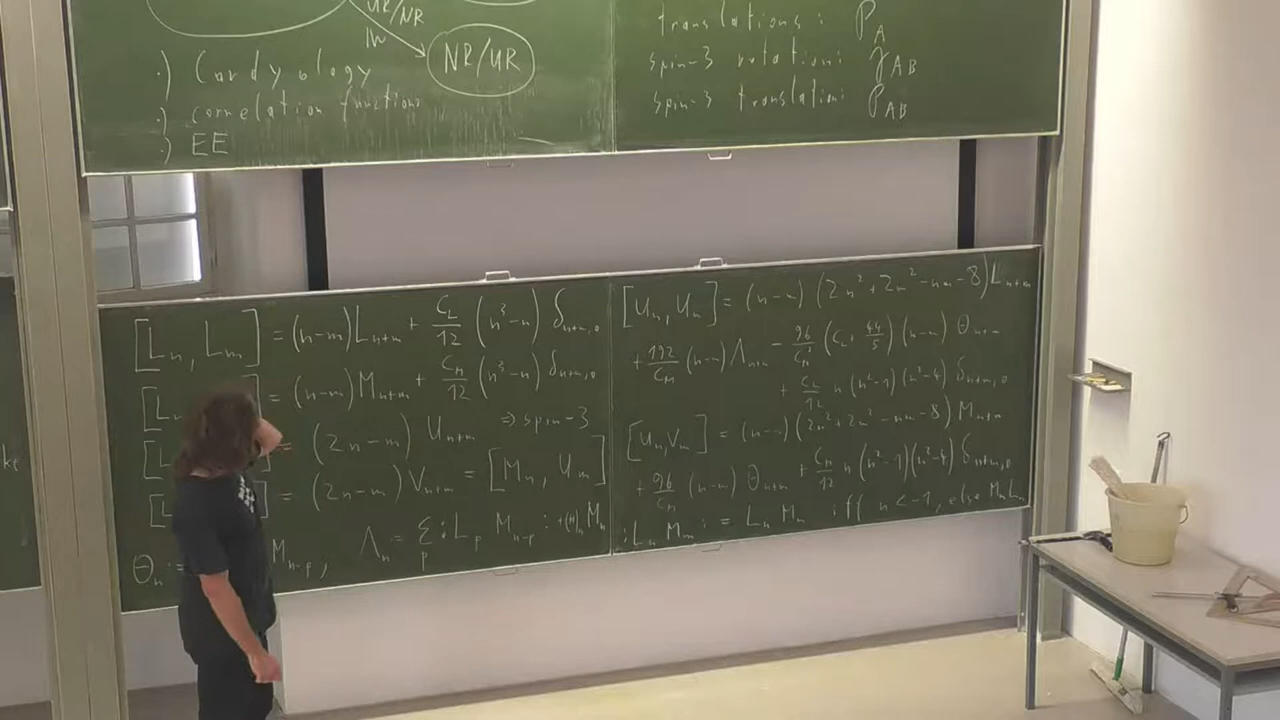 UR/NR
IW
NR/UR
·) Cardyology
·) correlation functions
·) EE
translations: P_A
spin-3 rotation: J_AB
spin-3 translation: P_AB
[L_n, L_m] = (n-m)L_{n+m} + C_L/12 (n^3-n) δ_{n+m,0}
= (n-m)M_{n+m} + C_M/12 (n^3-n) δ_{n+m,0}
= (2n-m) U_{n+m} ⇒ spin-3
= (2n-m) V_{n+m} = [M_n, U_m]
Θ_n := M_{n-p}, Λ_n = Σ_p :L_p M_{n-p}:
[U_n, U_m] = (n-m)(2n^2+2m^2-nm-8)L_{n+m}
+ 192/C_M (n-m) Λ_{n+m} - 96/C_M^2 (C_L + 44/5)(n-m) Θ_{n+m}
+ C_L/12 n(n^2-1)(n^2-4) δ_{n+m,0}
[U_n, V_m] = (n-m)(2n^2+2m^2-nm-8) M_{n+m}
+ 96/C_M (n-m) Θ_{n+m} + C_M/12 n(n^2-1)(n^2-4) δ_{n+m,0}
:L_n M_m: = L_n M_m iff n<-1, else M_m L_n